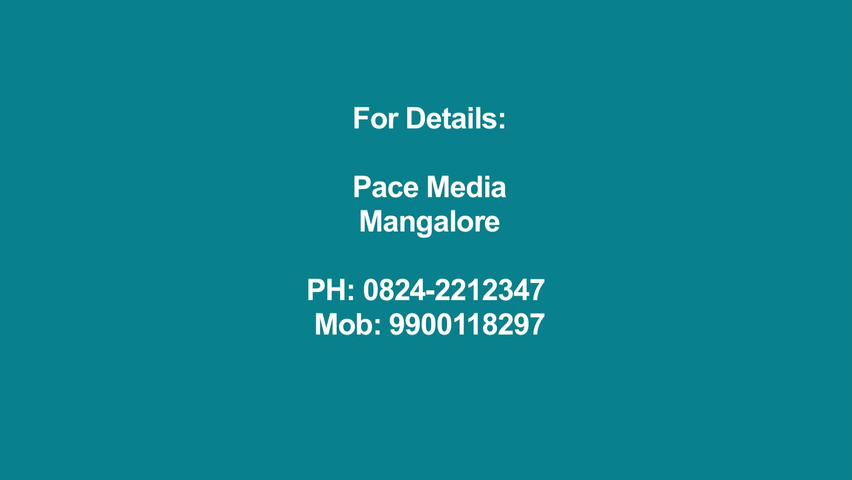 For Details:
Pace Media
Mangalore
PH: 0824-2212347
Mob: 9900118297